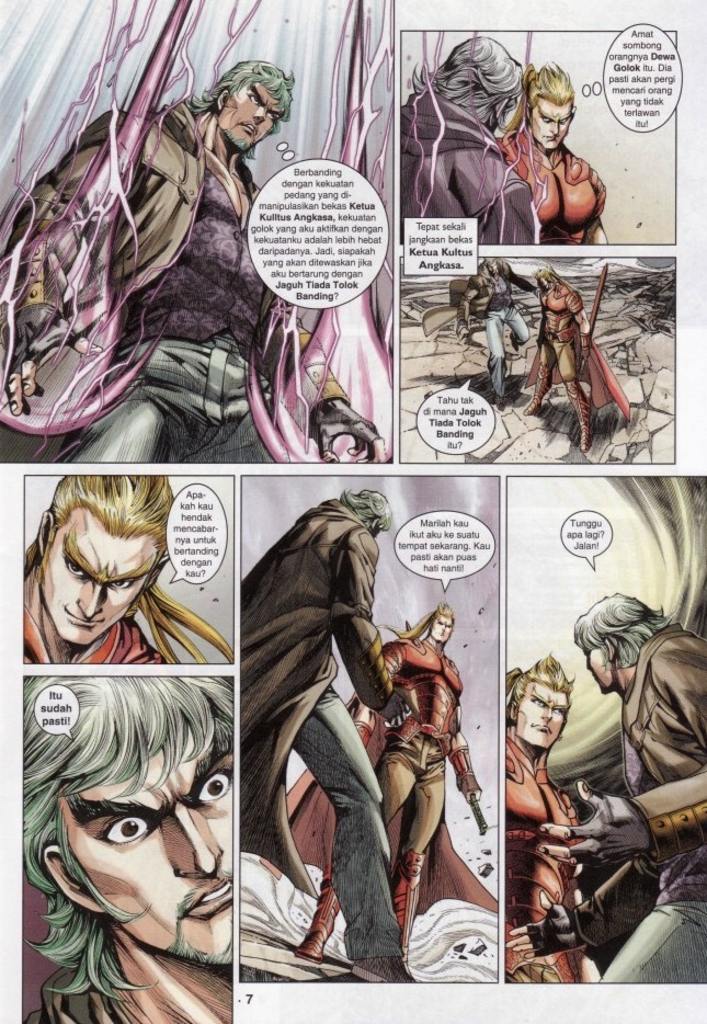 Berbanding
dengan kekuatan
pedang yang di-
manipulasikan bekas Ketua
Kulltus Angkasa, kekuatan
golok yang aku aktifkan dengan
kekuatanku adalah lebih hebat
daripadanya. Jadi, siapakah
yang akan ditewaskan jika
aku bertarung dengan
Jaguh Tiada Tolok
Banding?
Amat
sombong
orangnya Dewa
Golok itu. Dia
pasti akan pergi
mencari orang
yang tidak
terlawan
itu!
Tepat sekali
jangkaan bekas
Ketua Kultus
Angkasa.
Tahu tak
di mana Jaguh
Tiada Tolok
Banding
itu?
Apa-
kah kau
hendak
mencabar-
nya untuk
bertanding
dengan
kau?
Itu
sudah
pasti!
Marilah kau
ikut aku ke suatu
tempat sekarang. Kau
pasti akan puas
hati nanti!
Tunggu
apa lagi?
Jalan!
· 7